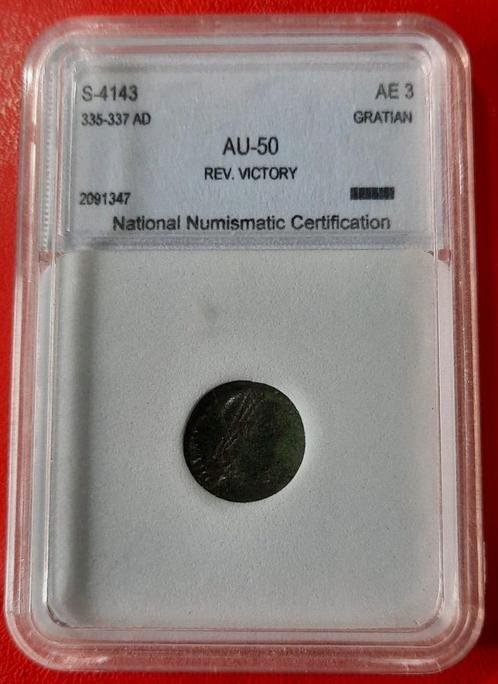 S-4143 AE 3
335-337 AD GRATIAN
AU-50
REV. VICTORY
2091347
National Numismatic Certification